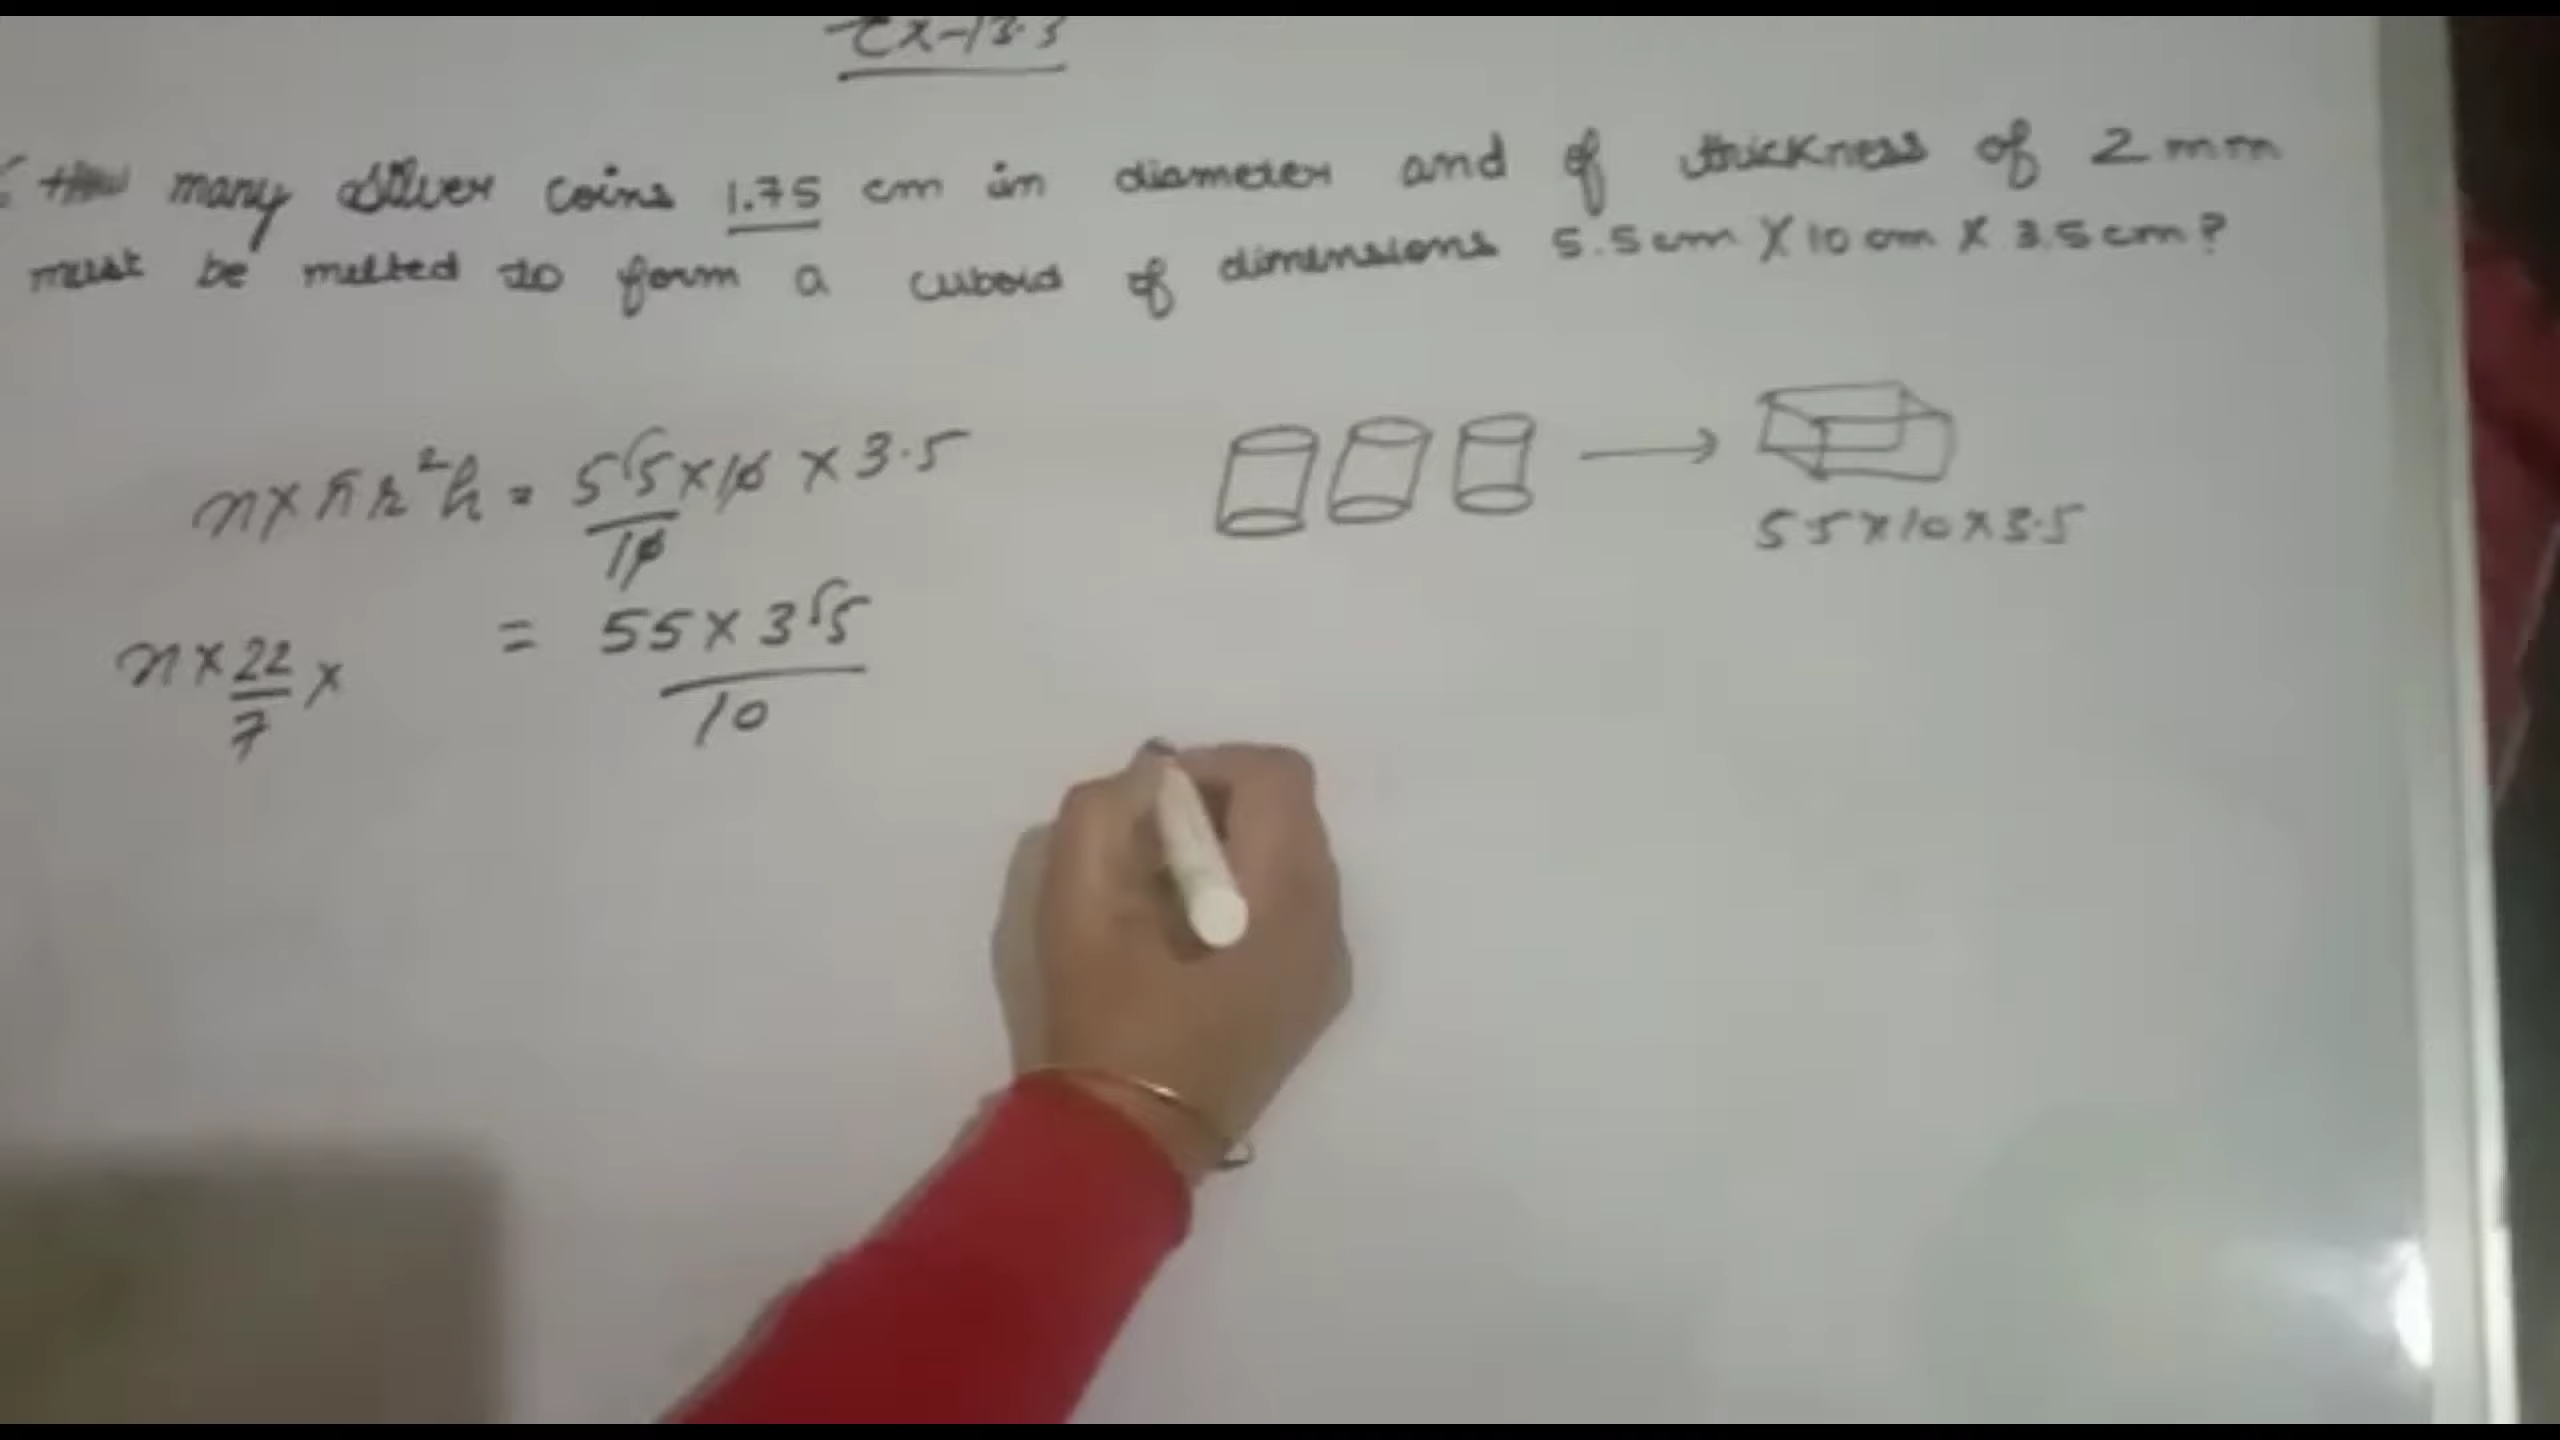 Ex-13.3
How many silver coins 1.75 cm in diameter and of thickness of 2 mm
must be melted to form a cuboid of dimensions 5.5 cm X 10 cm X 3.5 cm?
n × π r²h = 55/10 × 10 × 3.5
5.5 × 10 × 3.5
n × 22/7 × = 55 × 35/10